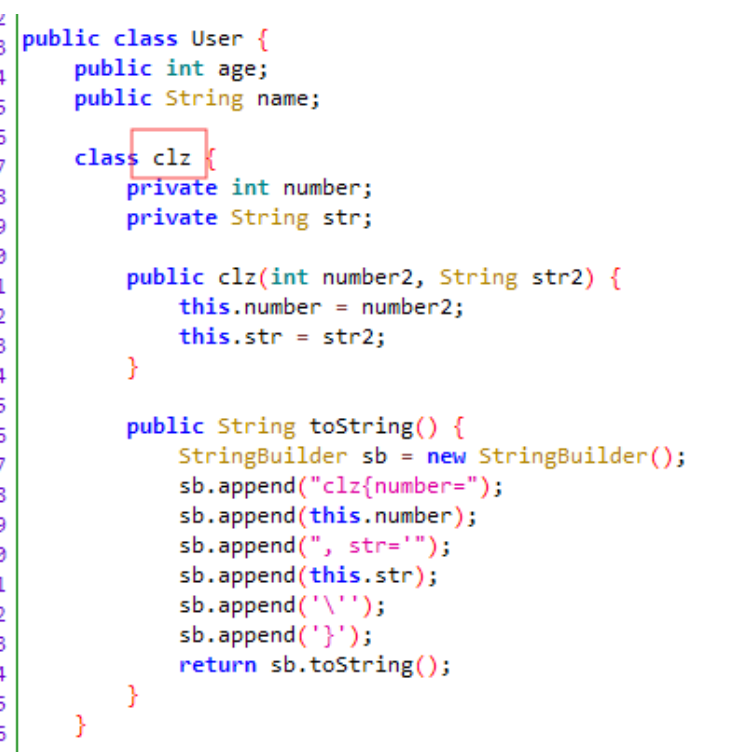 public class User {
public int age;
public String name;
class clz {
private int number;
private String str;
public clz(int number2, String str2) {
this.number = number2;
this.str = str2;
}
public String toString() {
StringBuilder sb = new StringBuilder();
sb.append("clz{number=");
sb.append(this.number);
sb.append(", str='");
sb.append(this.str);
sb.append('\'');
sb.append('}');
return sb.toString();
}
}